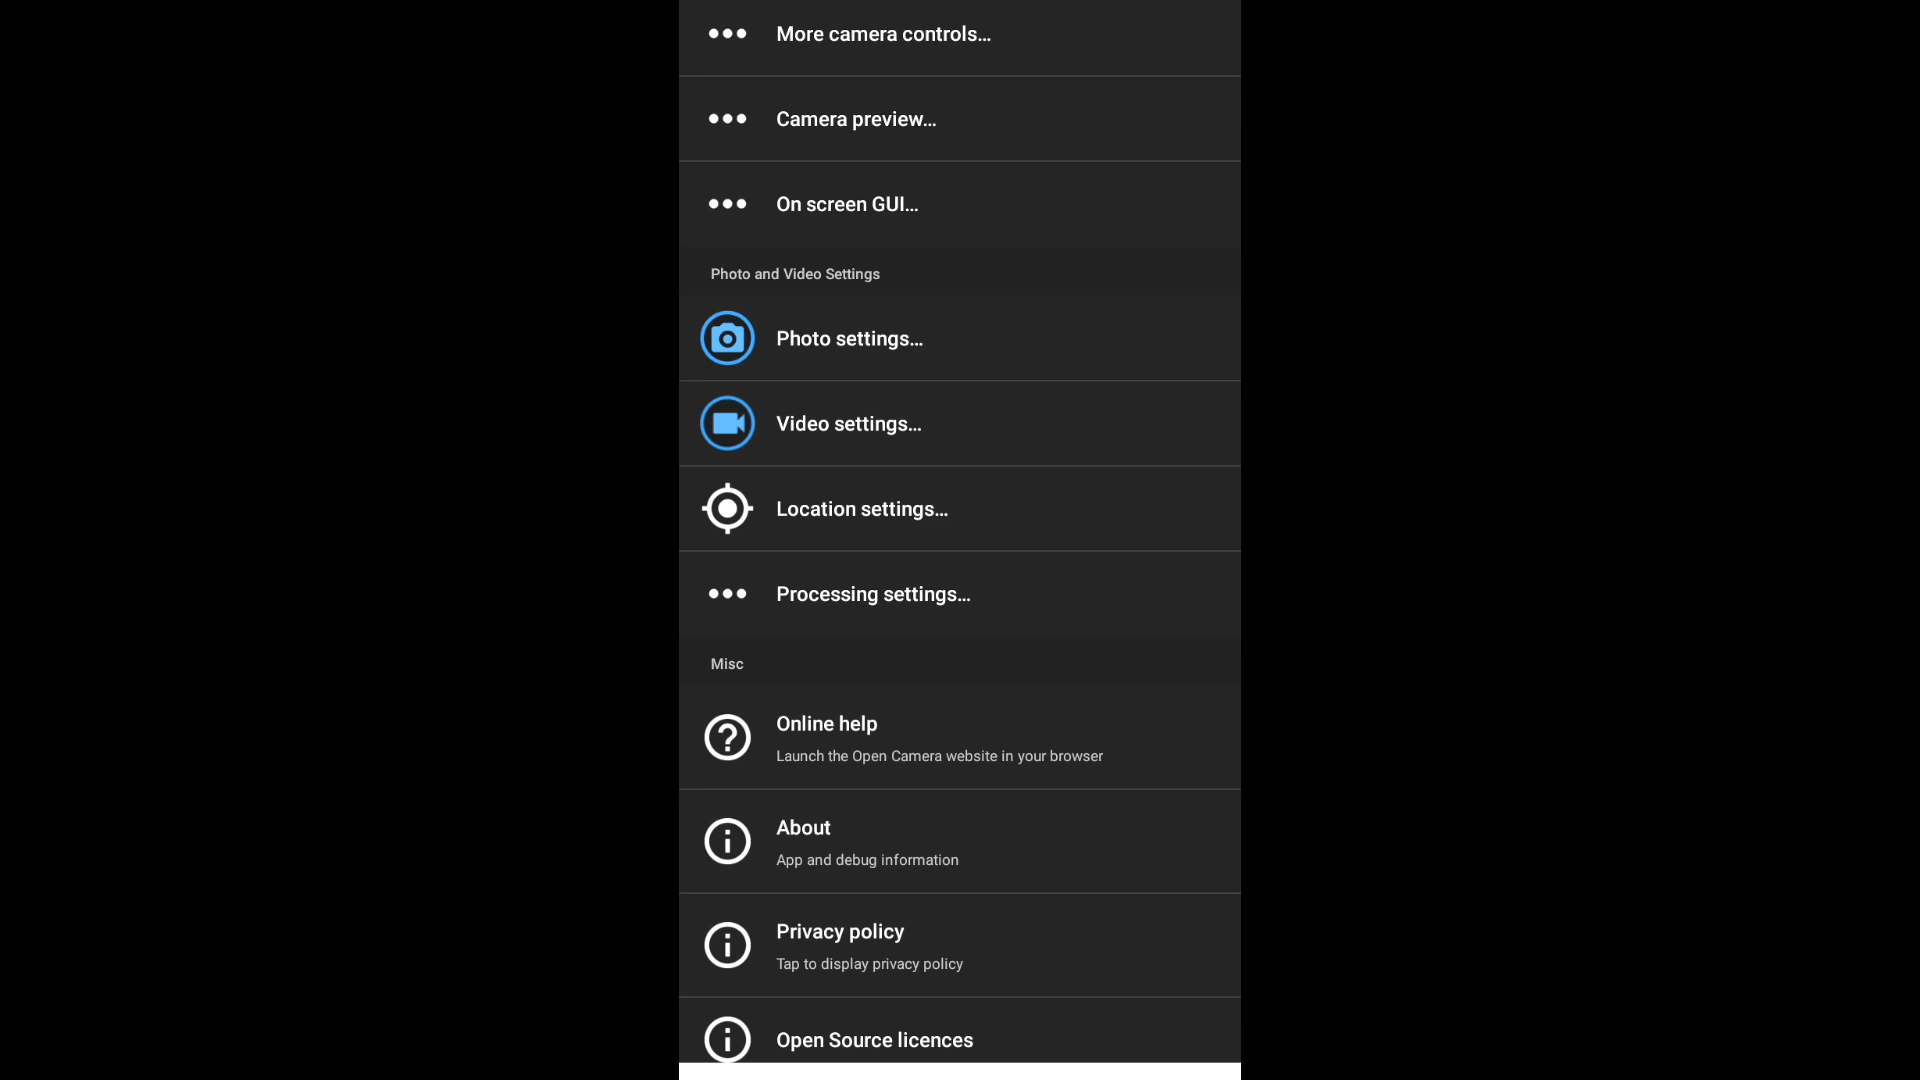 More camera controls...
Camera preview...
On screen GUI...
Photo and Video Settings
Photo settings...
Video settings...
Location settings...
Processing settings...
Misc
Online help
Launch the Open Camera website in your browser
About
App and debug information
Privacy policy
Tap to display privacy policy
Open Source licences